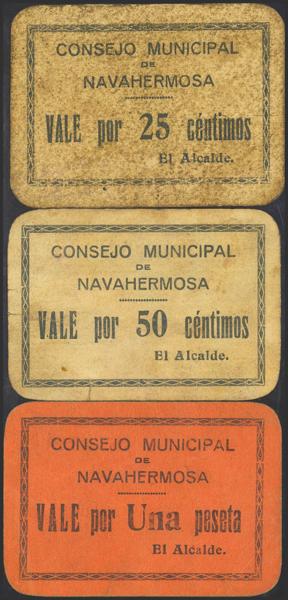 CONSEJO MUNICIPAL
DE
NAVAHERMOSA
VALE por 25 céntimos
El Alcalde.
CONSEJO MUNICIPAL
DE
NAVAHERMOSA
VALE por 50 céntimos
El Alcalde.
CONSEJO MUNICIPAL
DE
NAVAHERMOSA
VALE por Una peseta
El Alcalde.